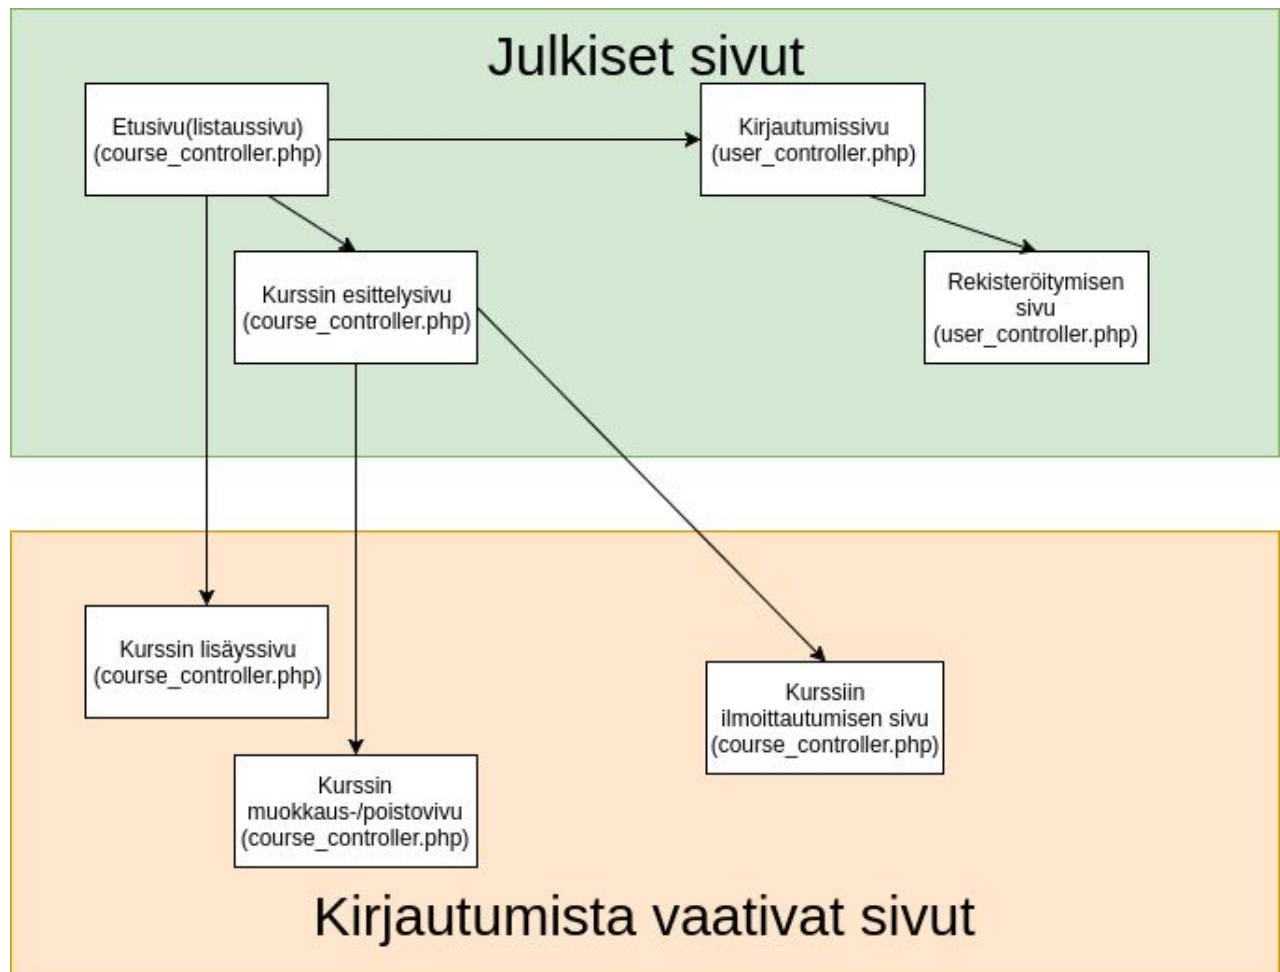 Julkiset sivut
Etusivu(listaussivu)
(course_controller.php)
Kirjautumissivu
(user_controller.php)
Kurssin esittelysivu
(course_controller.php)
Rekisteröitymisen
sivu
(user_controller.php)
Kurssin lisäyssivu
(course_controller.php)
Kurssiin
ilmoittautumisen sivu
(course_controller.php)
Kurssin
muokkaus-/poistovivu
(course_controller.php)
Kirjautumista vaativat sivut